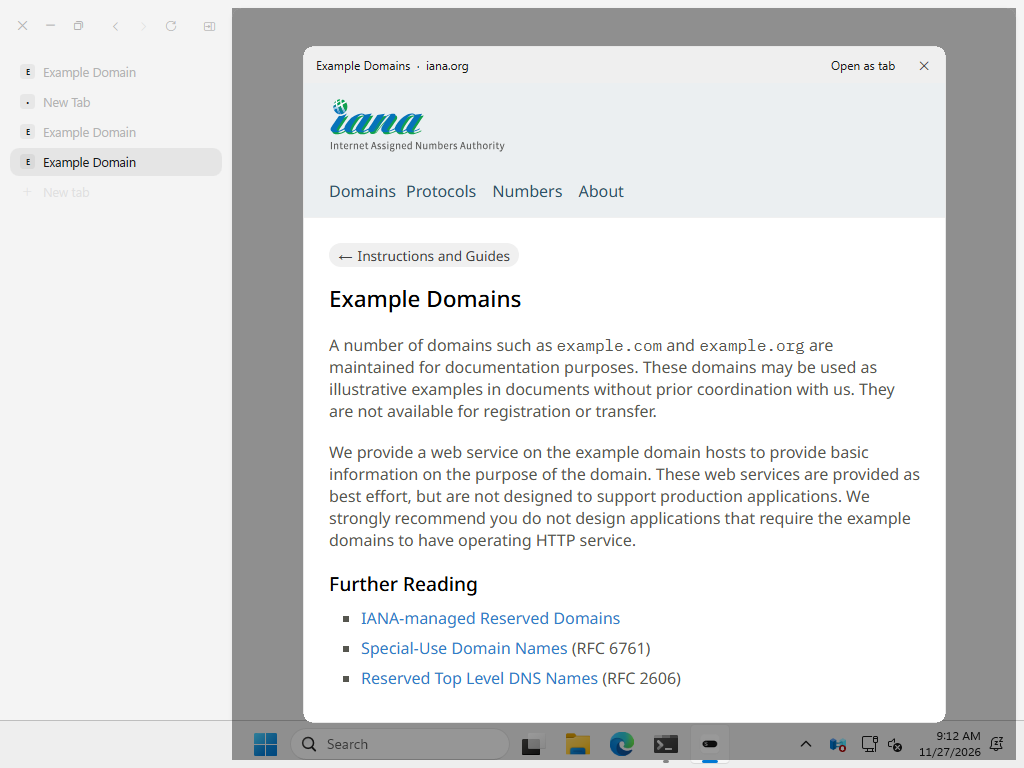 E Example Domain
New Tab
E Example Domain
E Example Domain
+ New tab
Example Domains · iana.org
Open as tab
iana
Internet Assigned Numbers Authority
Domains Protocols Numbers About
← Instructions and Guides
Example Domains
A number of domains such as example.com and example.org are
maintained for documentation purposes. These domains may be used as
illustrative examples in documents without prior coordination with us. They
are not available for registration or transfer.
We provide a web service on the example domain hosts to provide basic
information on the purpose of the domain. These web services are provided as
best effort, but are not designed to support production applications. We
strongly recommend you do not design applications that require the example
domains to have operating HTTP service.
Further Reading
IANA-managed Reserved Domains
Special-Use Domain Names (RFC 6761)
Reserved Top Level DNS Names (RFC 2606)
Search
9:12 AM
11/27/2026